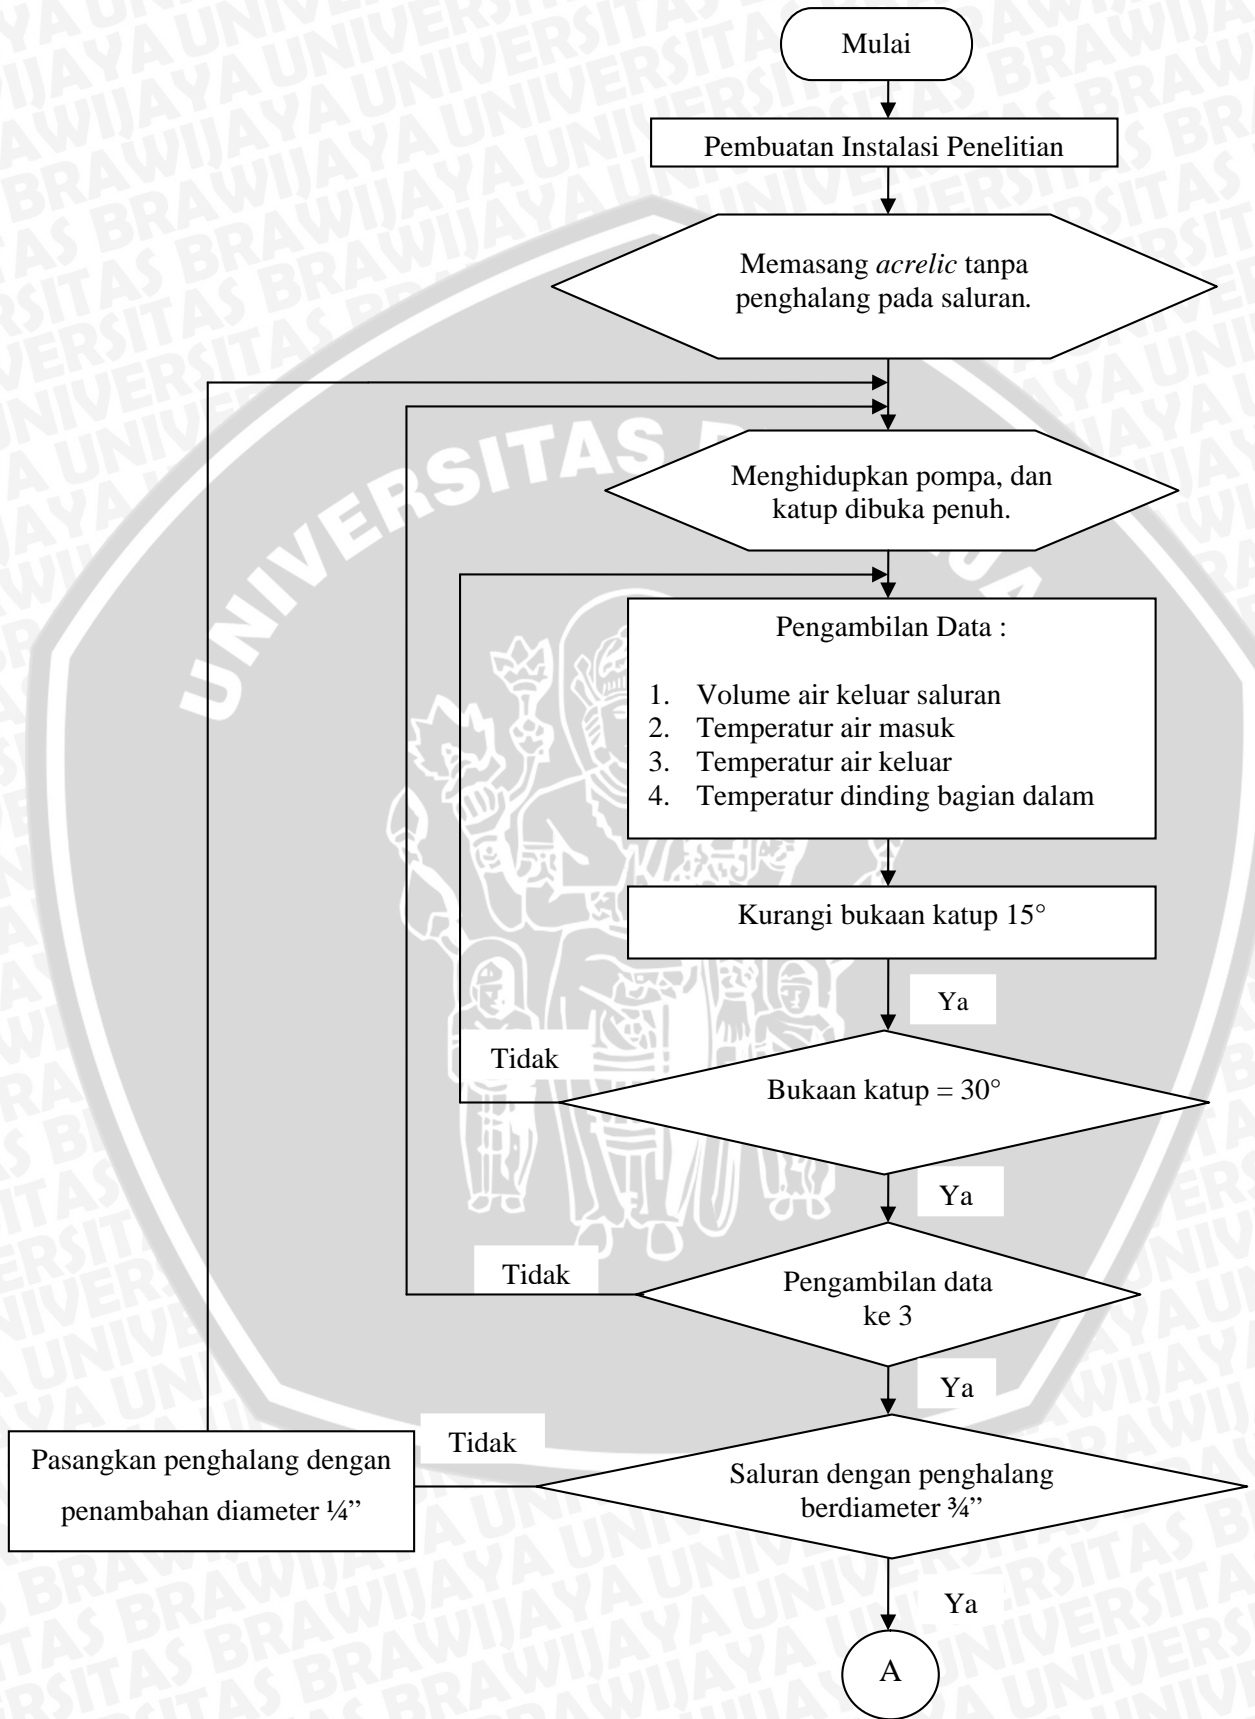 Mulai
Pembuatan Instalasi Penelitian
Memasang acrelic tanpa
penghalang pada saluran.
Menghidupkan pompa, dan
katup dibuka penuh.
Pengambilan Data :
1. Volume air keluar saluran
2. Temperatur air masuk
3. Temperatur air keluar
4. Temperatur dinding bagian dalam
Kurangi bukaan katup 15°
Ya
Tidak
Bukaan katup = 30°
Ya
Tidak
Pengambilan data
ke 3
Ya
Tidak
Pasangkan penghalang dengan
penambahan diameter ¼”
Saluran dengan penghalang
berdiameter ¾”
Ya
A
UNIVERSITAS